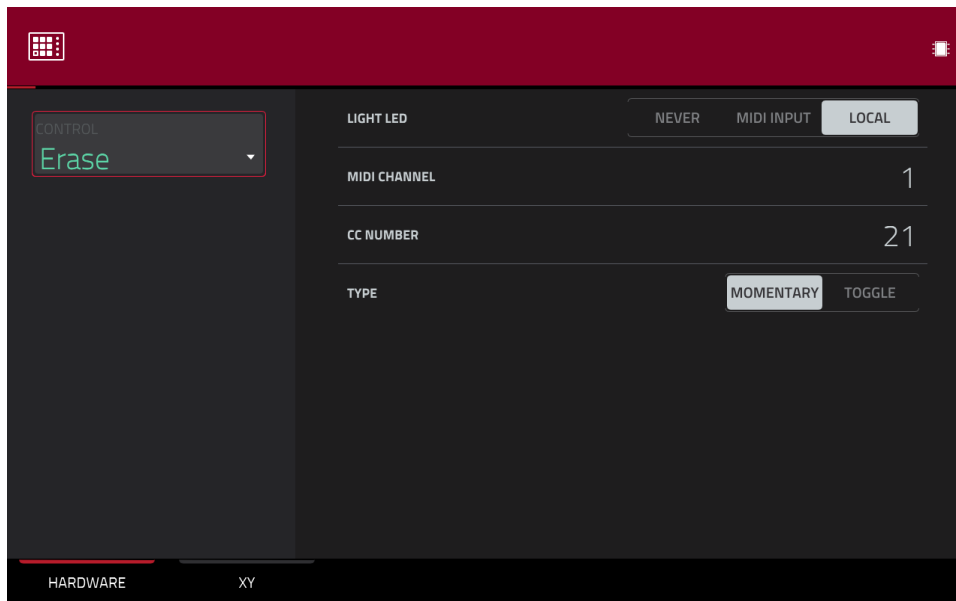 CONTROL
Erase
LIGHT LED NEVER MIDI INPUT LOCAL
MIDI CHANNEL 1
CC NUMBER 21
TYPE MOMENTARY TOGGLE
HARDWARE XY